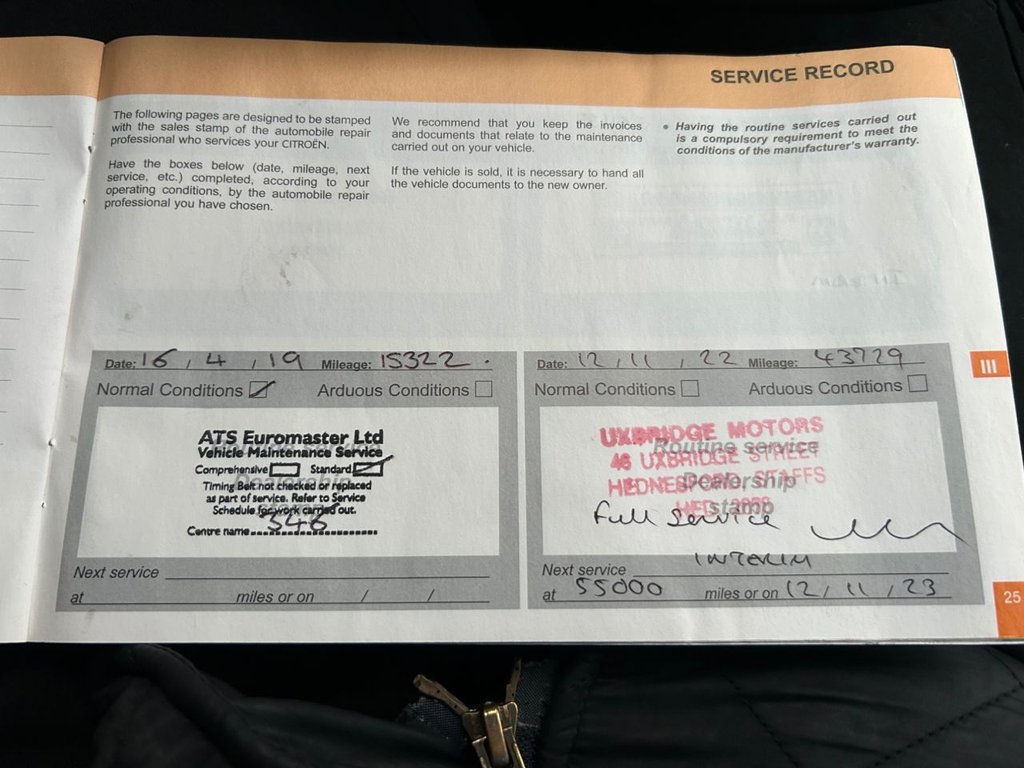 SERVICE RECORD
The following pages are designed to be stamped
with the sales stamp of the automobile repair
professional who services your CITROËN.
Have the boxes below (date, mileage, next
service, etc.) completed, according to your
operating conditions, by the automobile repair
professional you have chosen.
We recommend that you keep the invoices
and documents that relate to the maintenance
carried out on your vehicle.
If the vehicle is sold, it is necessary to hand all
the vehicle documents to the new owner.
• Having the routine services carried out
is a compulsory requirement to meet the
conditions of the manufacturer's warranty.
Date: 16 / 4 / 19 Mileage: 15322
Normal Conditions Arduous Conditions
Routine service
Dealership
ATS Euromaster Ltd
Vehicle Maintenance Service
Comprehensive Standard
Timing Belt not checked or replaced
as part of service. Refer to Service
Schedule for work carried out.
Centre name 346
Next service
at miles or on / /
Date: 12 / 11 / 22 Mileage: 43729
Normal Conditions Arduous Conditions
Routine service
Dealership
stamp
UXBRIDGE MOTORS
46 UXBRIDGE STREET
HEDNESFORD, STAFFS
Full Service
Next service INTERIM
at 55000 miles or on 12 / 11 / 23
III
25